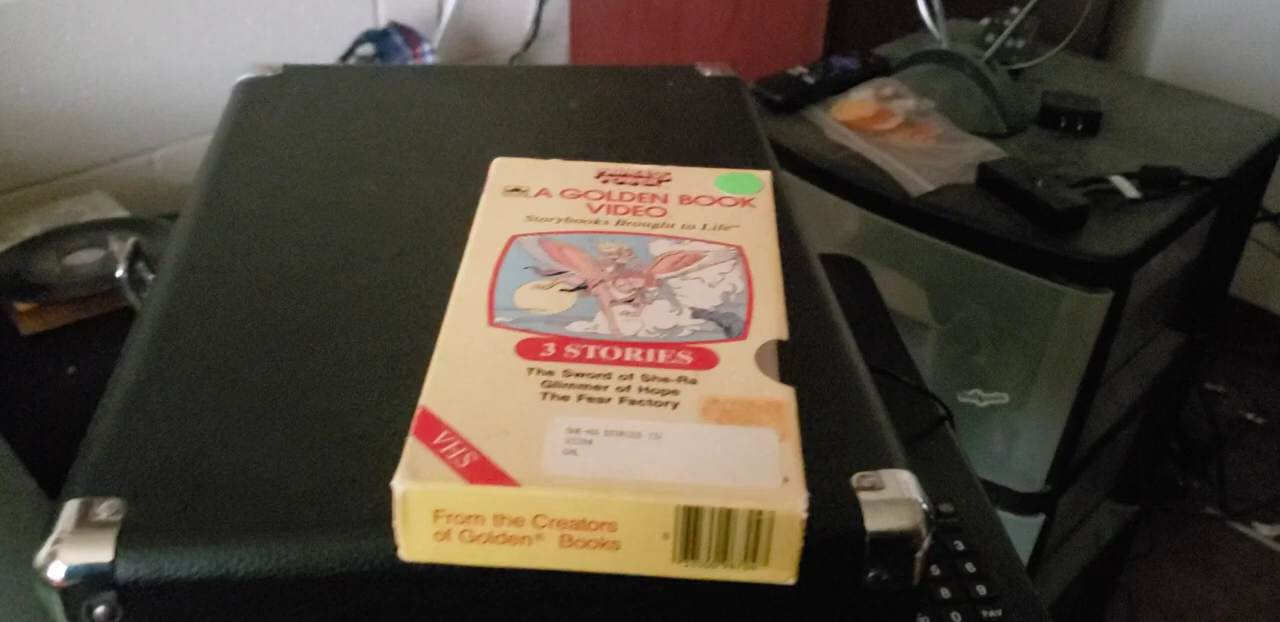 A GOLDEN BOOK
VIDEO
Storybooks Brought to Life™
3 STORIES
The Sword of She-Ra
Glimmer of Hope
The Fear Factory
VHS
From the Creators
of Golden® Books